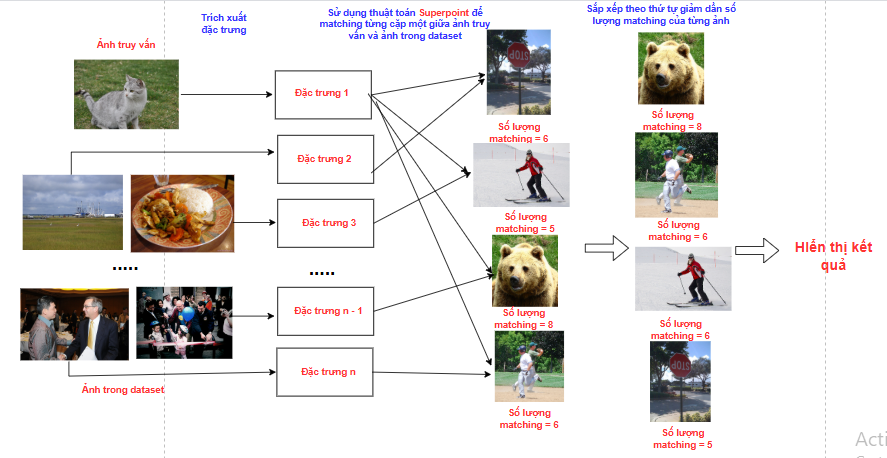 Trích xuất
đặc trưng
Sử dụng thuật toán Superpoint để
matching từng cặp một giữa ảnh truy
vấn và ảnh trong dataset
Sắp xếp theo thứ tự giảm dần số
lượng matching của từng ảnh
Ảnh truy vấn
Đặc trưng 1
Đặc trưng 2
Đặc trưng 3
.....
.....
Đặc trưng n - 1
Đặc trưng n
Ảnh trong dataset
STOP
Số lượng
matching = 6
Số lượng
matching = 5
Số lượng
matching = 8
Số lượng
matching = 6
Số lượng
matching = 8
Số lượng
matching = 6
Số lượng
matching = 6
STOP
Số lượng
matching = 5
Hiển thị kết
quả
Acti